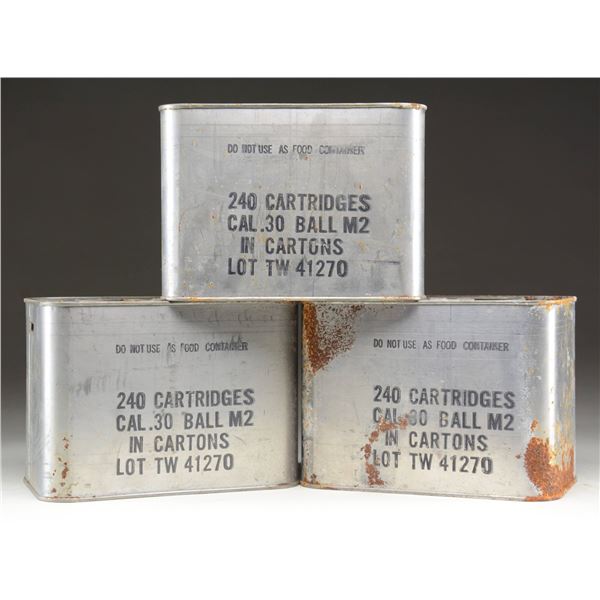 DO NOT USE AS FOOD CONTAINER
240 CARTRIDGES
CAL.30 BALL M2
IN CARTONS
LOT TW 41270
DO NOT USE AS FOOD CONTAINER
240 CARTRIDGES
CAL.30 BALL M2
IN CARTONS
LOT TW 41270
DO NOT USE AS FOOD CONTAINER
240 CARTRIDGES
CAL.30 BALL M2
IN CARTONS
LOT TW 41270